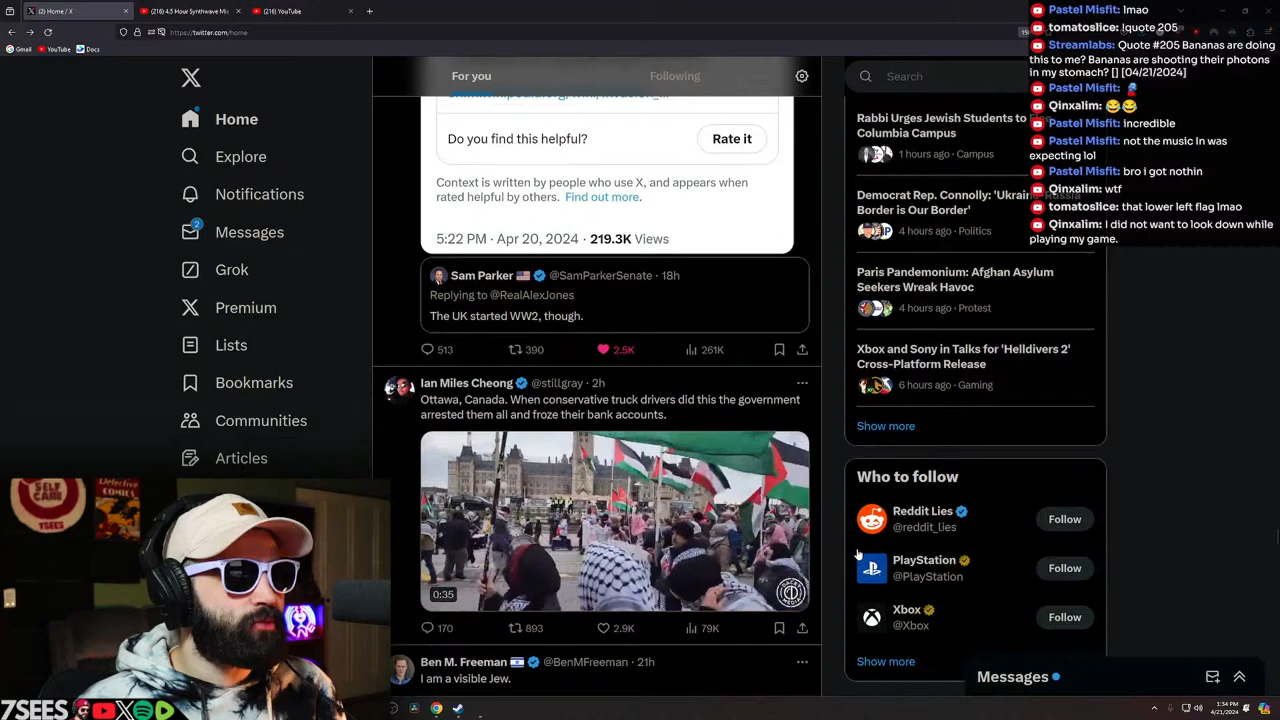 (2) Home / X
(216) 4.5 Hour Synthwave Mi
(216) YouTube
https://twitter.com/home
Gmail
YouTube
Docs
Home
Explore
Notifications
2
Messages
Grok
Premium
Lists
Bookmarks
Communities
Articles
For you
Following
Do you find this helpful?
Rate it
Context is written by people who use X, and appears when
rated helpful by others. Find out more.
5:22 PM · Apr 20, 2024 · 219.3K Views
Sam Parker @SamParkerSenate · 18h
Replying to @RealAlexJones
The UK started WW2, though.
513 390 2.5K 261K
Ian Miles Cheong @stillgray · 2h
Ottawa, Canada. When conservative truck drivers did this the government
arrested them all and froze their bank accounts.
0:35
170 893 2.9K 79K
Ben M. Freeman @BenMFreeman · 21h
I am a visible Jew.
Search
Rabbi Urges Jewish Students to
Columbia Campus
1 hours ago · Campus
Democrat Rep. Connolly: 'Ukraine
Border is Our Border'
4 hours ago · Politics
Paris Pandemonium: Afghan Asylum
Seekers Wreak Havoc
4 hours ago · Protest
Xbox and Sony in Talks for 'Helldivers 2'
Cross-Platform Release
6 hours ago · Gaming
Show more
Who to follow
Reddit Lies
@reddit_lies
Follow
PlayStation
@PlayStation
Follow
Xbox
@Xbox
Follow
Show more
Messages
Pastel Misfit: lmao
tomatoslice: !quote 205
Streamlabs: Quote #205 Bananas are doing
this to me? Bananas are shooting their photons
in my stomach? [] [04/21/2024]
Pastel Misfit:
Qinxalim: 😂😂
Pastel Misfit: incredible
Pastel Misfit: not the music In was
expecting lol
Pastel Misfit: bro i got nothin
Qinxalim: wtf
tomatoslice: that lower left flag lmao
Qinxalim: I did not want to look down while
playing my game.
SELF
CARE
7SEES
7SEES
1:34 PM
4/21/2024